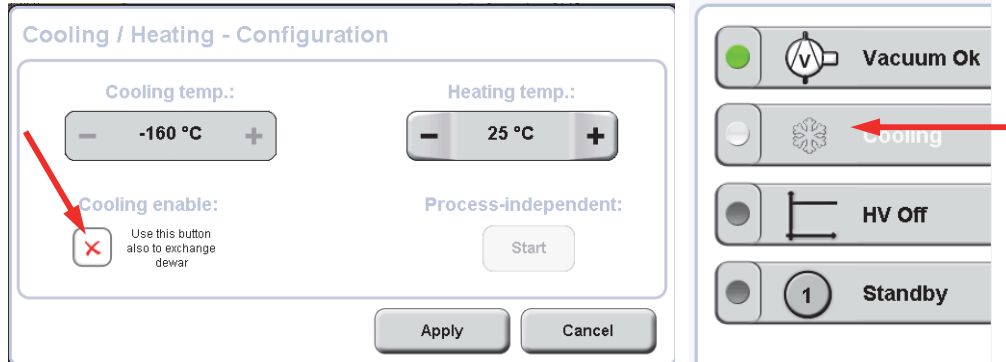 Cooling / Heating - Configuration
Cooling temp.:
Heating temp.:
− -160 °C +
− 25 °C +
Cooling enable:
Process-independent:
Use this button
also to exchange
dewar
Start
Apply
Cancel
V
Vacuum Ok
Cooling
HV Off
1
Standby